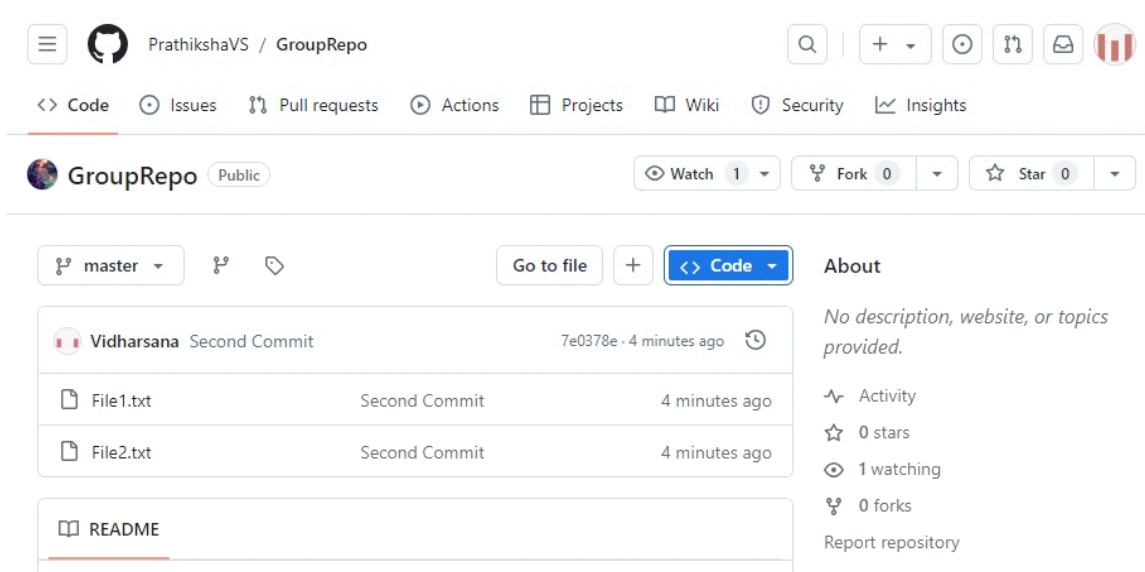 PrathikshaVS / GroupRepo
Code Issues Pull requests Actions Projects Wiki Security Insights
GroupRepo Public Watch 1 Fork 0 Star 0
master Go to file Code
Vidharsana Second Commit 7e0378e · 4 minutes ago
File1.txt Second Commit 4 minutes ago
File2.txt Second Commit 4 minutes ago
README
About
No description, website, or topics
provided.
Activity
0 stars
1 watching
0 forks
Report repository